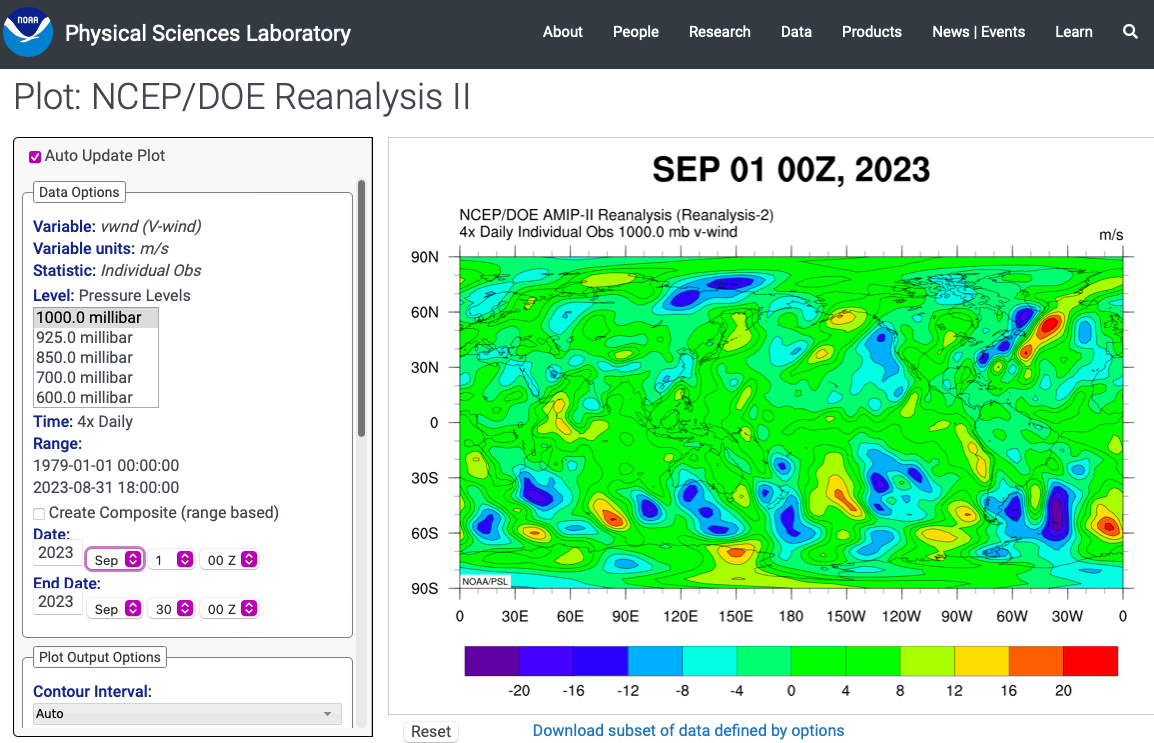 NOAA
Physical Sciences Laboratory
About People Research Data Products News | Events Learn
Plot: NCEP/DOE Reanalysis II
Auto Update Plot
Data Options
Variable: vwnd (V-wind)
Variable units: m/s
Statistic: Individual Obs
Level: Pressure Levels
1000.0 millibar
925.0 millibar
850.0 millibar
700.0 millibar
600.0 millibar
Time: 4x Daily
Range:
1979-01-01 00:00:00
2023-08-31 18:00:00
Create Composite (range based)
Date:
2023 Sep 1 00 Z
End Date:
2023 Sep 30 00 Z
Plot Output Options
Contour Interval:
Auto
SEP 01 00Z, 2023
NCEP/DOE AMIP-II Reanalysis (Reanalysis-2)
4x Daily Individual Obs 1000.0 mb v-wind
m/s
90N
60N
30N
0
30S
60S
90S
NOAA/PSL
0 30E 60E 90E 120E 150E 180 150W 120W 90W 60W 30W 0
-20 -16 -12 -8 -4 0 4 8 12 16 20
Reset
Download subset of data defined by options